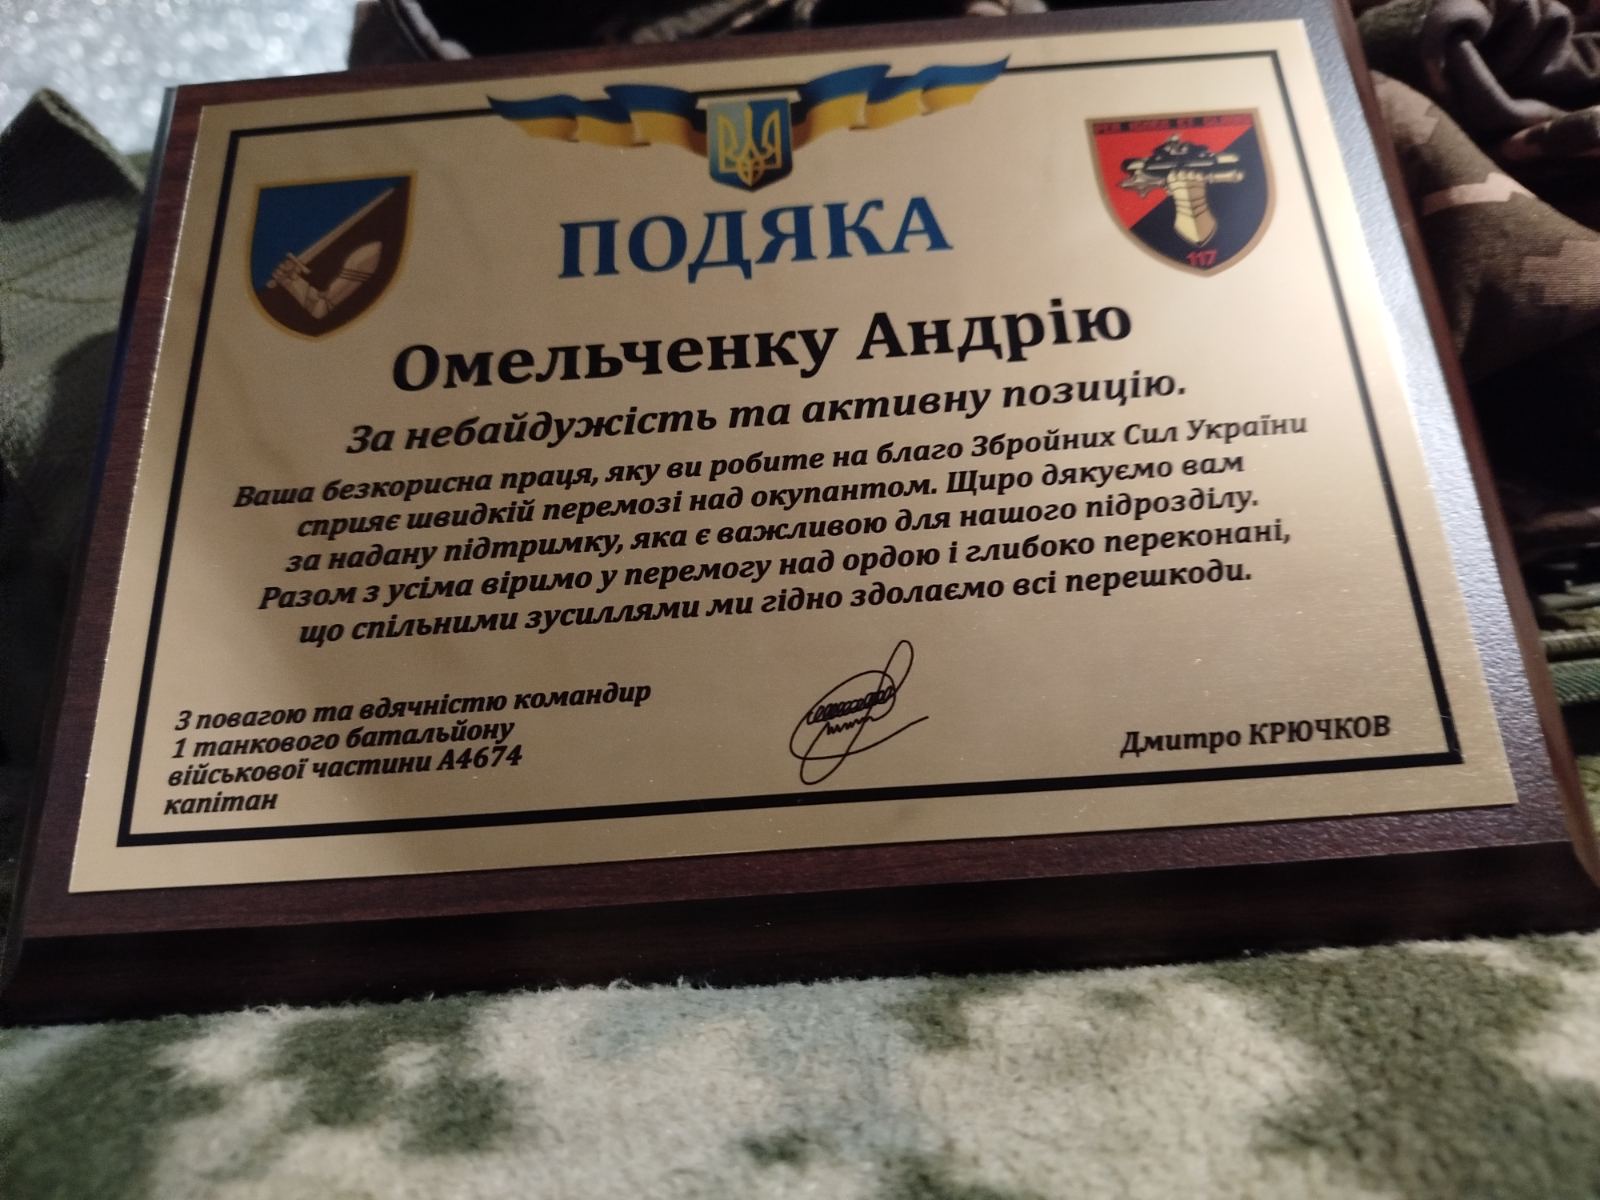 ПОДЯКА
117
Омельченку Андрію
За небайдужість та активну позицію.
Ваша безкорисна праця, яку ви робите на благо Збройних Сил України
сприяє швидкій перемозі над окупантом. Щиро дякуємо вам
за надану підтримку, яка є важливою для нашого підрозділу.
Разом з усіма віримо у перемогу над ордою і глибоко переконані,
що спільними зусиллями ми гідно здолаємо всі перешкоди.
З повагою та вдячністю командир
1 танкового батальйону
військової частини А4674
капітан
Дмитро КРЮЧКОВ